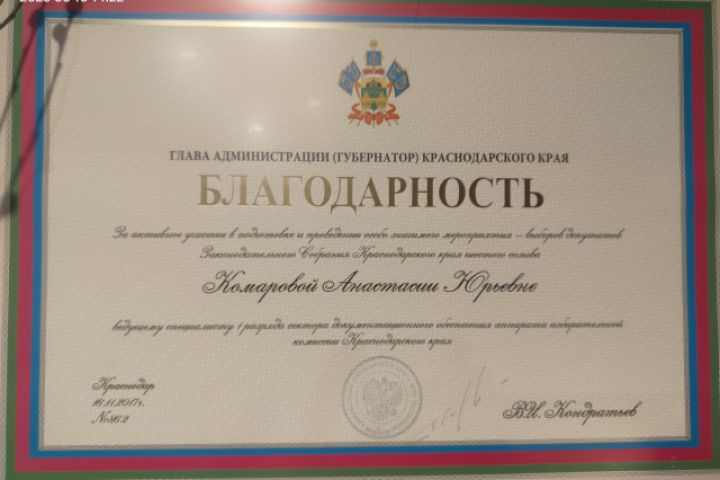 ГЛАВА АДМИНИСТРАЦИИ (ГУБЕРНАТОР) КРАСНОДАРСКОГО КРАЯ
БЛАГОДАРНОСТЬ
За активное участие в подготовке и проведении особо значимого мероприятия – выборов депутатов
Законодательного Собрания Краснодарского края шестого созыва
Комаровой Анастасии Юрьевне
ведущему специалисту 1 разряда сектора документационного обеспечения аппарата избирательной
комиссии Краснодарского края
Краснодар
16.11.2017г.
№862
В.И. Кондратьев